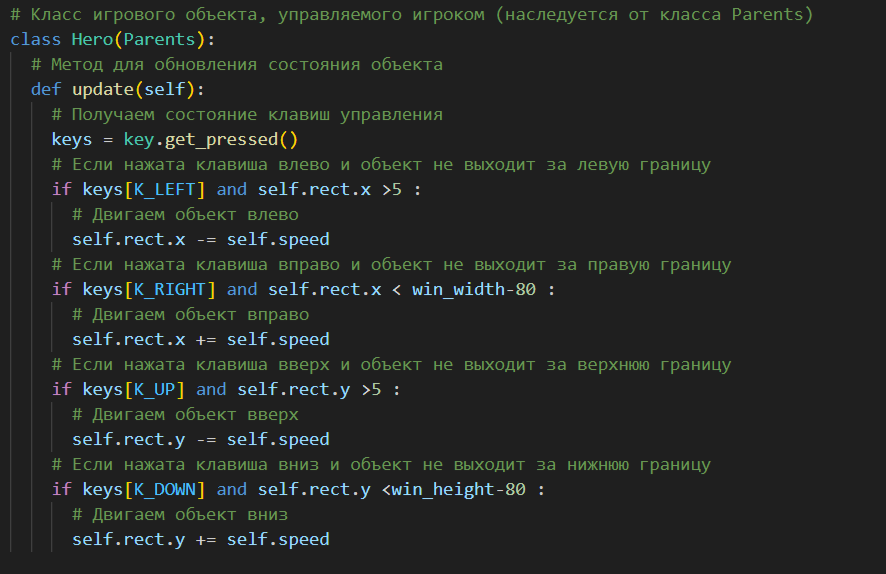 # Класс игрового объекта, управляемого игроком (наследуется от класса Parents)
class Hero(Parents):
  # Метод для обновления состояния объекта
  def update(self):
    # Получаем состояние клавиш управления
    keys = key.get_pressed()
    # Если нажата клавиша влево и объект не выходит за левую границу
    if keys[K_LEFT] and self.rect.x >5 :
      # Двигаем объект влево
      self.rect.x -= self.speed
    # Если нажата клавиша вправо и объект не выходит за правую границу
    if keys[K_RIGHT] and self.rect.x < win_width-80 :
      # Двигаем объект вправо
      self.rect.x += self.speed
    # Если нажата клавиша вверх и объект не выходит за верхнюю границу
    if keys[K_UP] and self.rect.y >5 :
      # Двигаем объект вверх
      self.rect.y -= self.speed
    # Если нажата клавиша вниз и объект не выходит за нижнюю границу
    if keys[K_DOWN] and self.rect.y <win_height-80 :
      # Двигаем объект вниз
      self.rect.y += self.speed